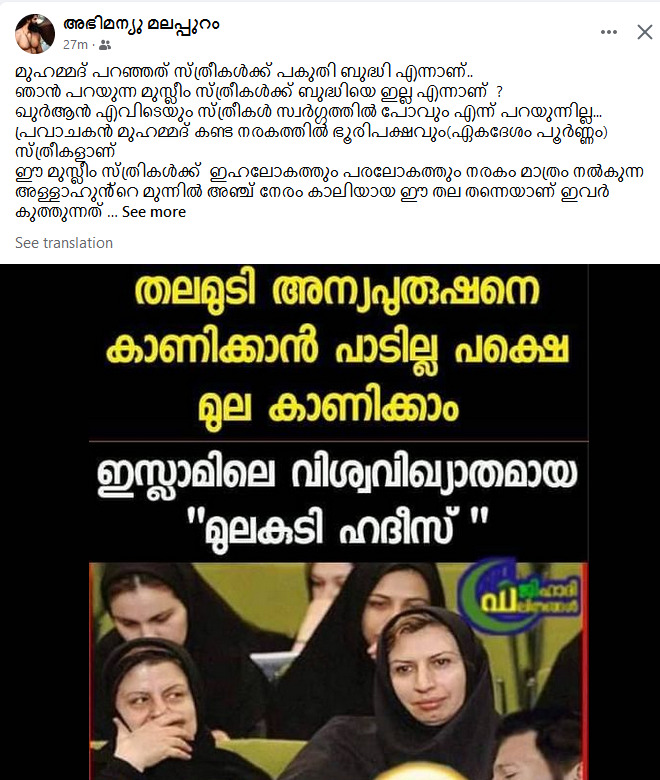 അഭിമന്യു മലപ്പുറം
27m ·
മുഹമ്മദ് പറഞ്ഞത് സ്ത്രീകൾക്ക് പകുതി ബുദ്ധി എന്നാണ്..
ഞാൻ പറയുന്നു മുസ്ലീം സ്ത്രീകൾക്ക് ബുദ്ധിയെ ഇല്ല എന്നാണ് ?
ഖുർആൻ എവിടെയും സ്ത്രീകൾ സ്വർഗ്ഗത്തിൽ പോവും എന്ന് പറയുന്നില്ല...
പ്രവാചകൻ മുഹമ്മദ് കണ്ട നരകത്തിൽ ഭൂരിപക്ഷവും(ഏകദേശം പൂർണ്ണം)
സ്ത്രീകളാണ്
ഈ മുസ്ലീം സ്ത്രികൾക്ക് ഇഹലോകത്തും പരലോകത്തും നരകം മാത്രം നൽകുന്ന
അള്ളാഹുൻ്റെ മുന്നിൽ അഞ്ച് നേരം കാലിയായ ഈ തല തന്നെയാണ് ഇവർ
കുത്തുന്നത് ... See more
See translation
തലമുടി അന്യപുരുഷനെ
കാണിക്കാൻ പാടില്ല പക്ഷെ
മുല കാണിക്കാം
ഇസ്ലാമിലെ വിശ്വവിഖ്യാതമായ
"മുലകുടി ഹദീസ് "